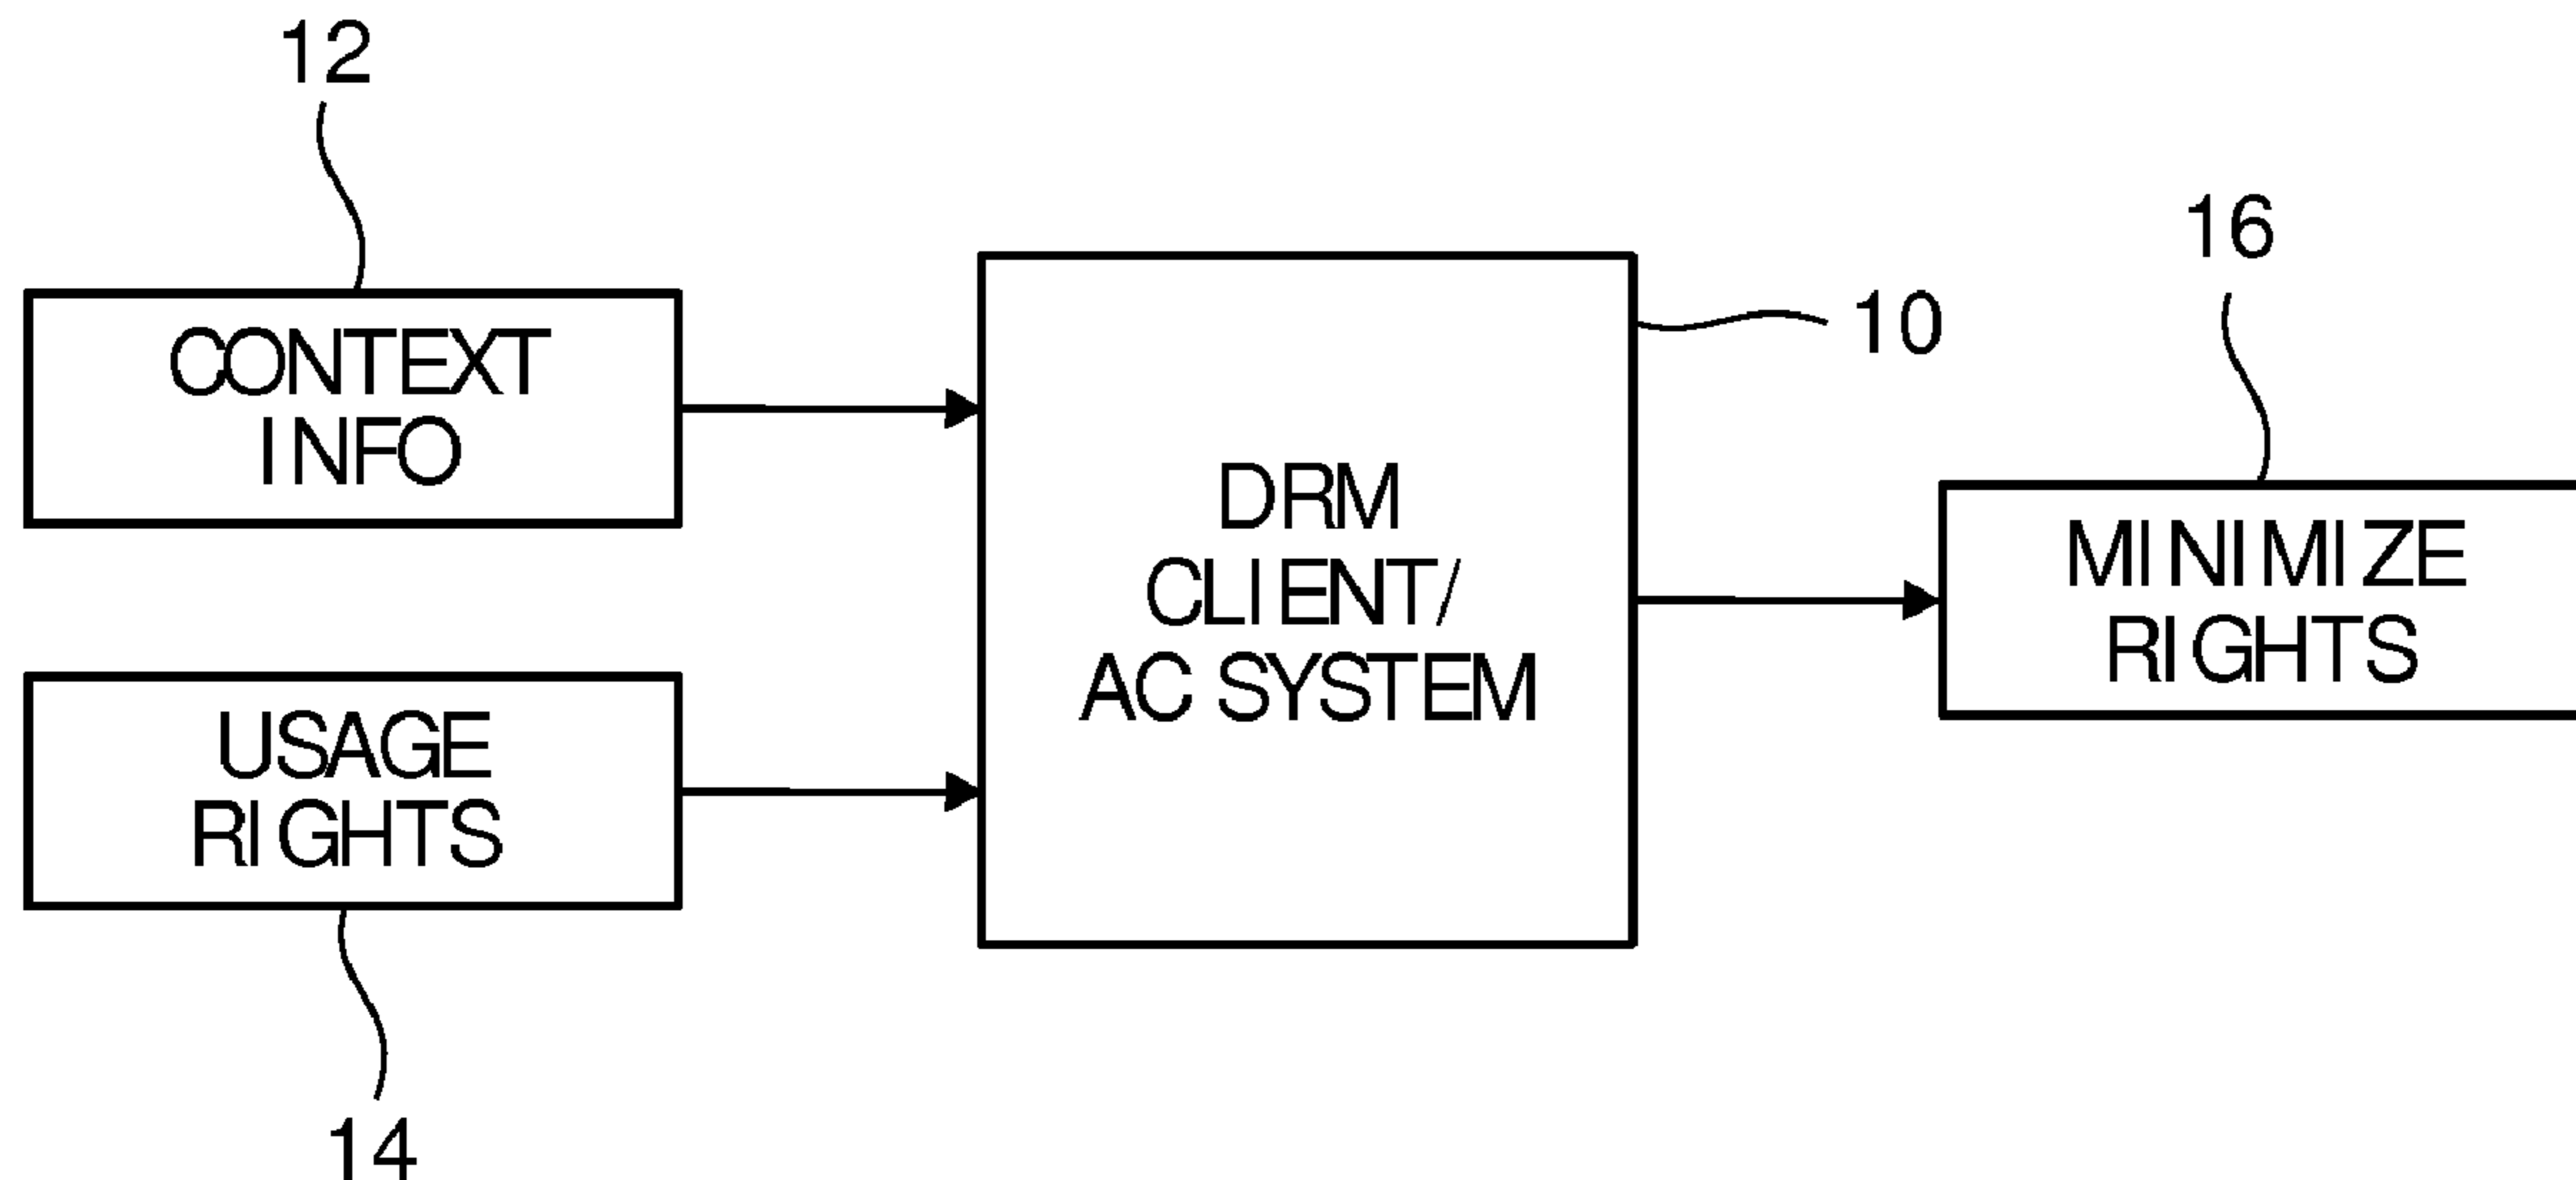 12
CONTEXT
INFO
USAGE
RIGHTS
14
DRM
CLIENT/
AC SYSTEM
10
16
MINIMIZE
RIGHTS